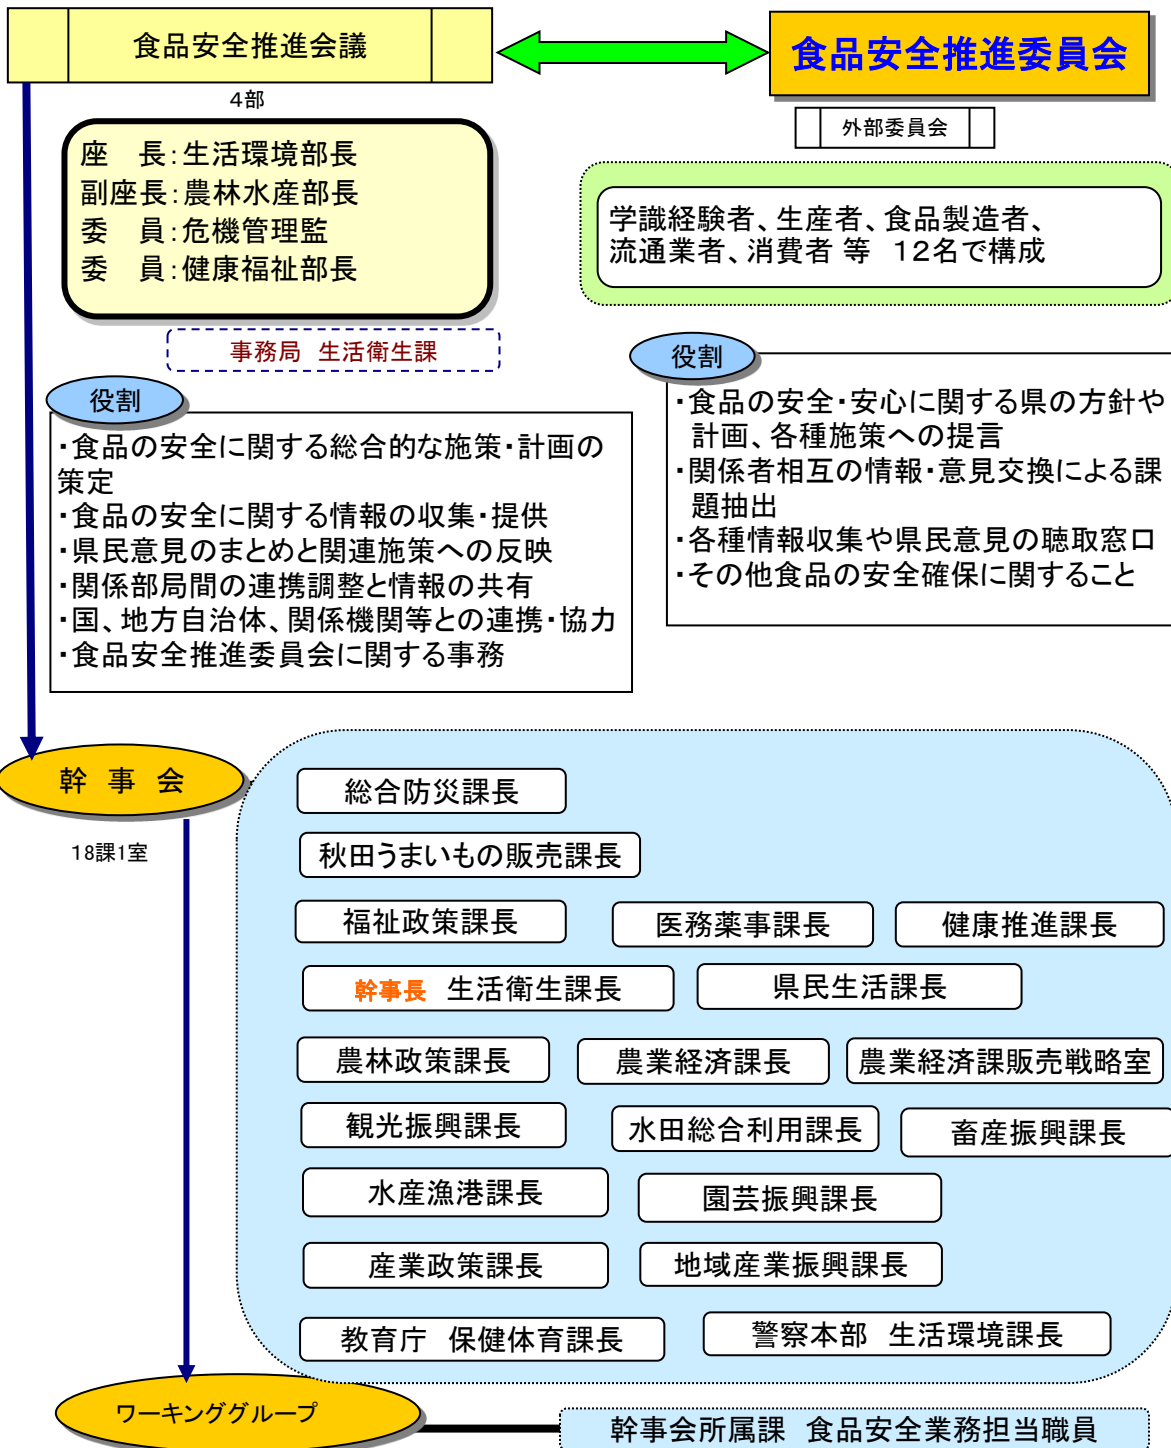 食品安全推進会議
4部
座　長：生活環境部長
副座長：農林水産部長
委　員：危機管理監
委　員：健康福祉部長
事務局　生活衛生課
役割
・食品の安全に関する総合的な施策・計画の
策定
・食品の安全に関する情報の収集・提供
・県民意見のまとめと関連施策への反映
・関係部局間の連携調整と情報の共有
・国、地方自治体、関係機関等との連携・協力
・食品安全推進委員会に関する事務
食品安全推進委員会
外部委員会
学識経験者、生産者、食品製造者、
流通業者、消費者 等　12名で構成
役割
・食品の安全・安心に関する県の方針や
計画、各種施策への提言
・関係者相互の情報・意見交換による課
題抽出
・各種情報収集や県民意見の聴取窓口
・その他食品の安全確保に関すること
幹　事　会
18課1室
総合防災課長
秋田うまいもの販売課長
福祉政策課長
医務薬事課長
健康推進課長
幹事長　生活衛生課長
県民生活課長
農林政策課長
農業経済課長
農業経済課販売戦略室
観光振興課長
水田総合利用課長
畜産振興課長
水産漁港課長
園芸振興課長
産業政策課長
地域産業振興課長
教育庁　保健体育課長
警察本部　生活環境課長
ワーキンググループ
幹事会所属課　食品安全業務担当職員